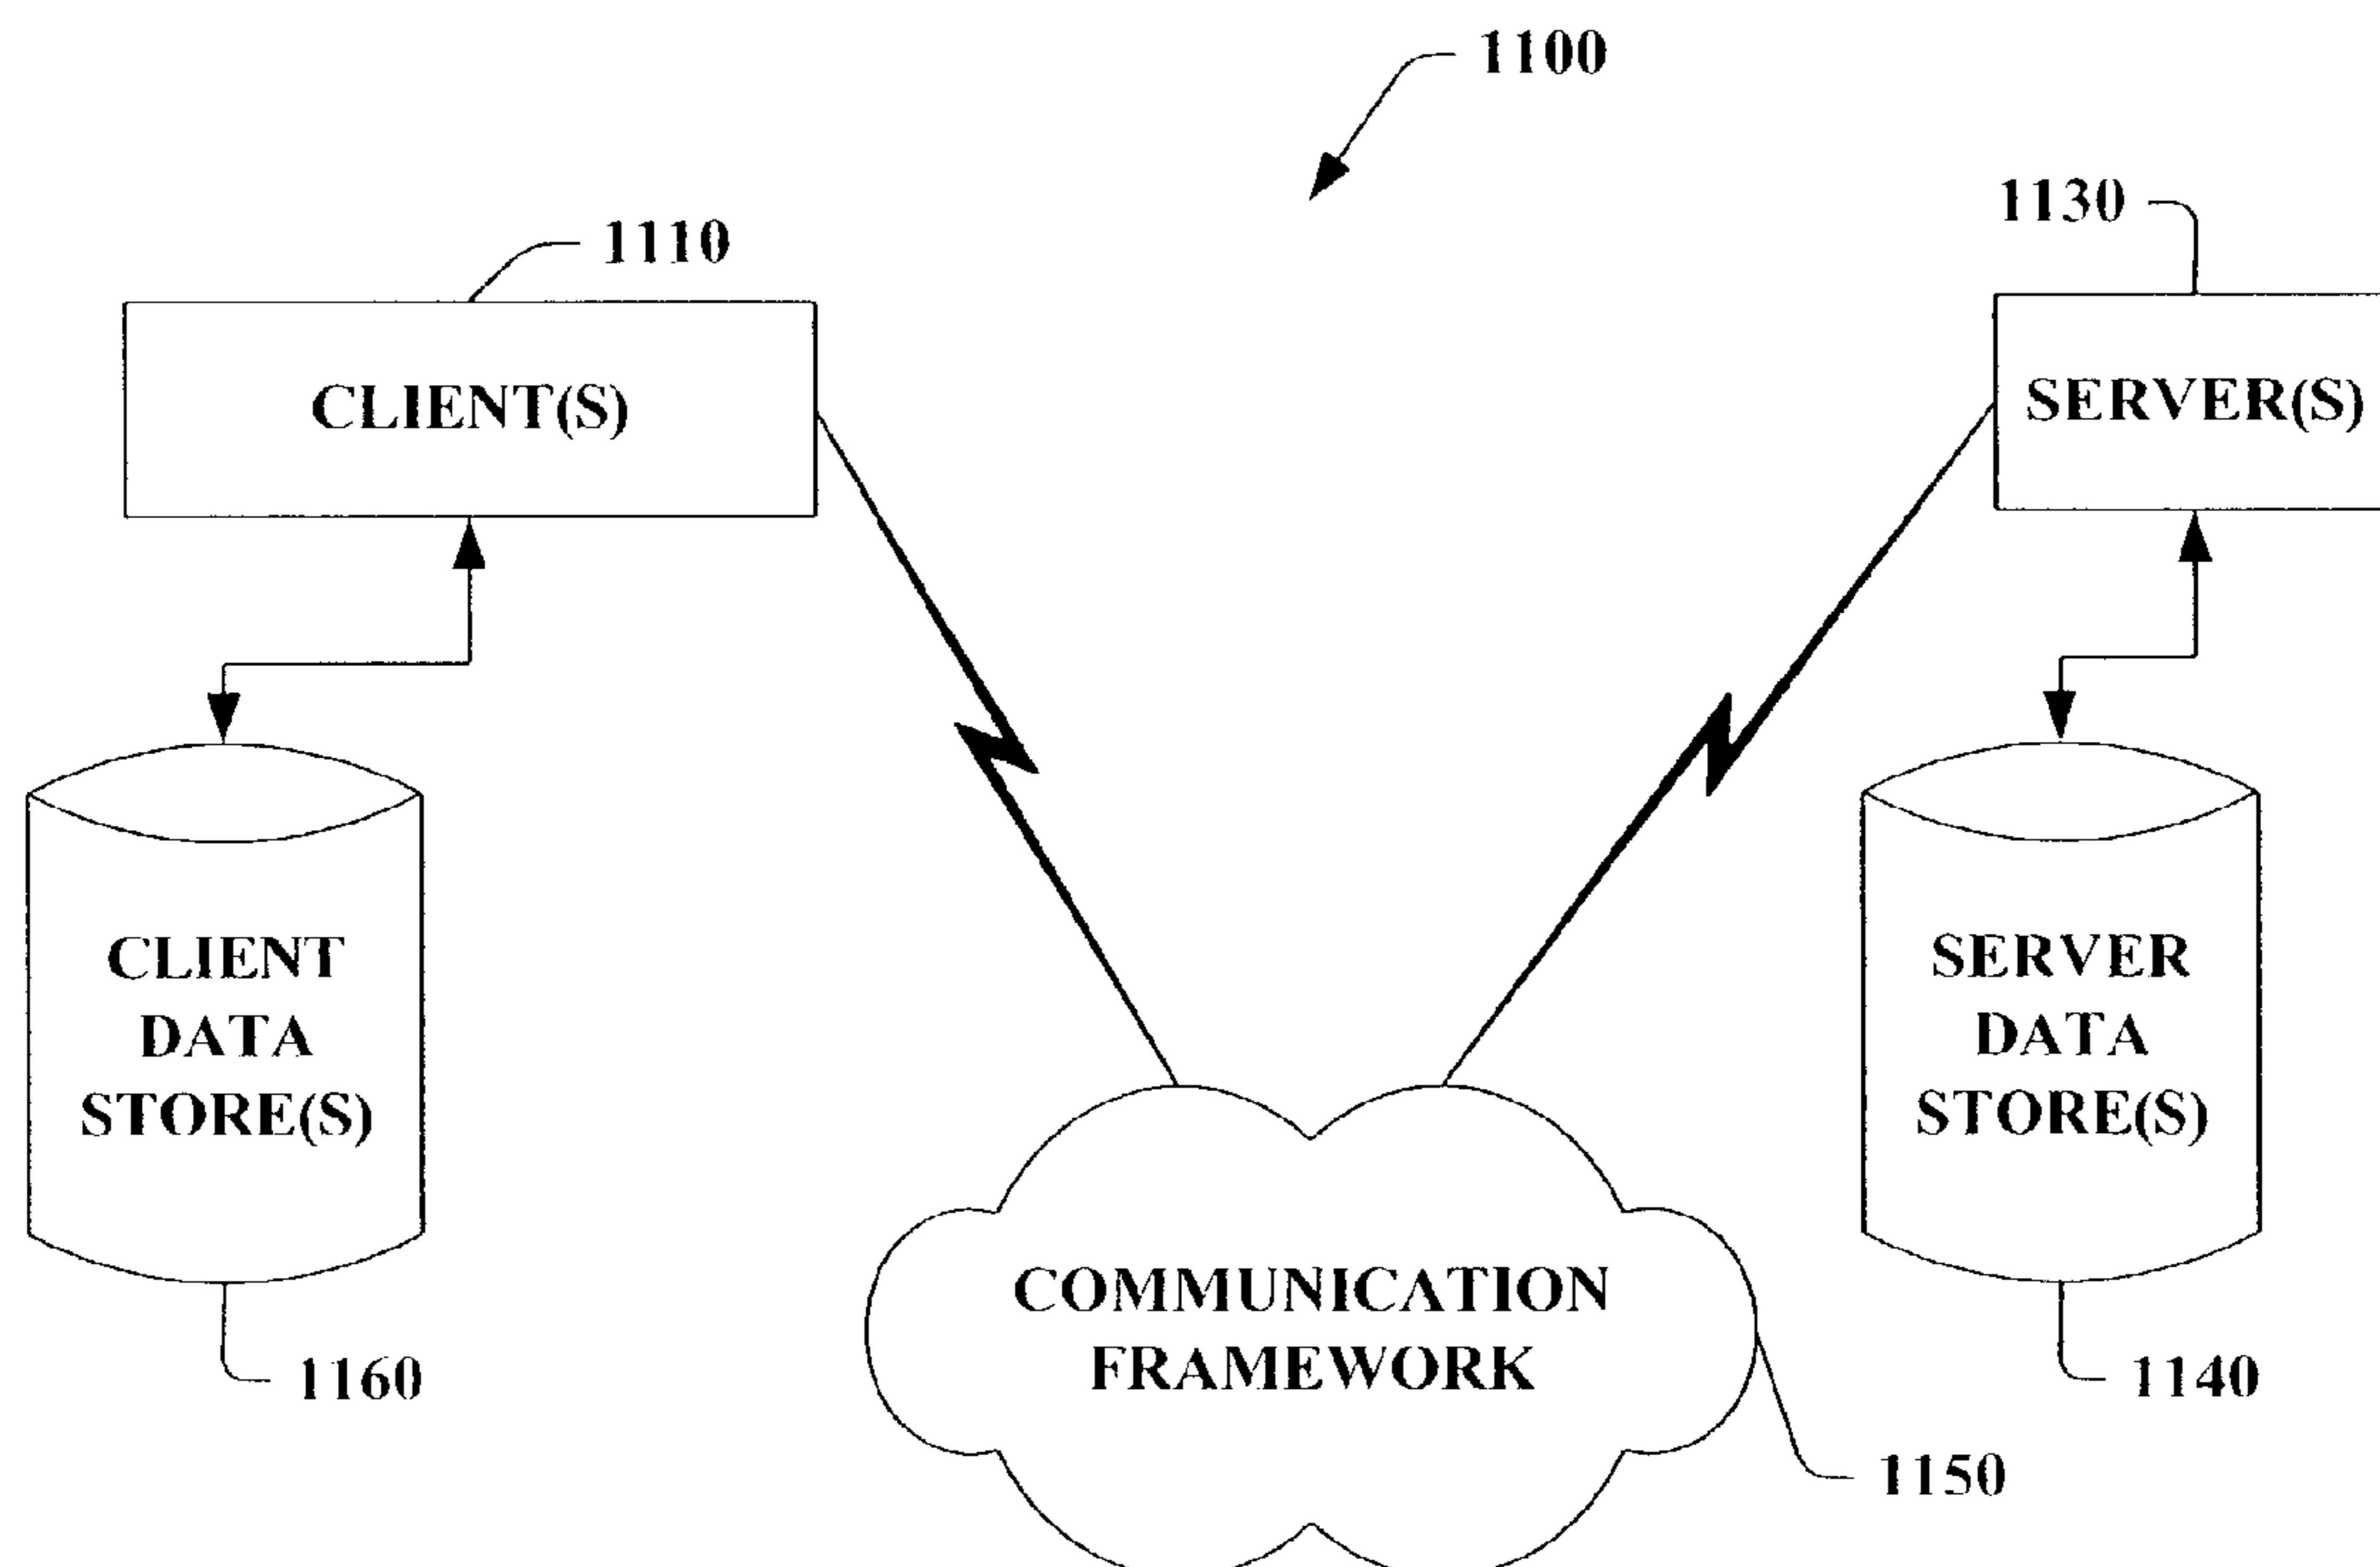 1100
1110
1130
CLIENT(S)
SERVER(S)
CLIENT
DATA
STORE(S)
SERVER
DATA
STORE(S)
COMMUNICATION
FRAMEWORK
1160
1140
1150